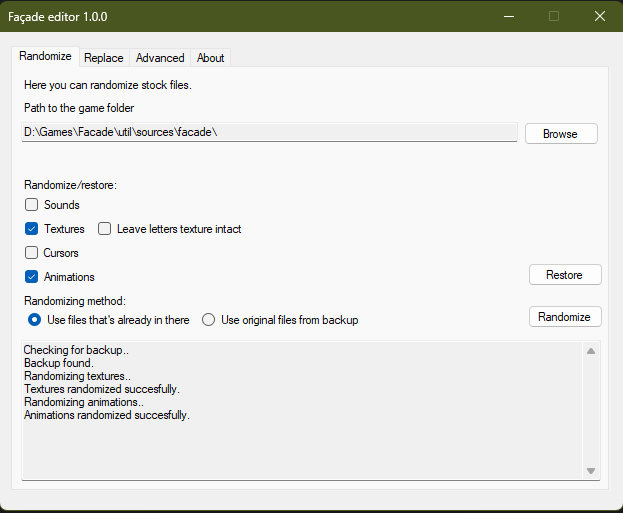 Façade editor 1.0.0
Randomize Replace Advanced About
Here you can randomize stock files.
Path to the game folder
D:\Games\Facade\util\sources\facade\ Browse
Randomize/restore:
Sounds
Textures Leave letters texture intact
Cursors
Animations Restore
Randomizing method:
Use files that's already in there Use original files from backup Randomize
Checking for backup..
Backup found.
Randomizing textures..
Textures randomized succesfully.
Randomizing animations..
Animations randomized succesfully.